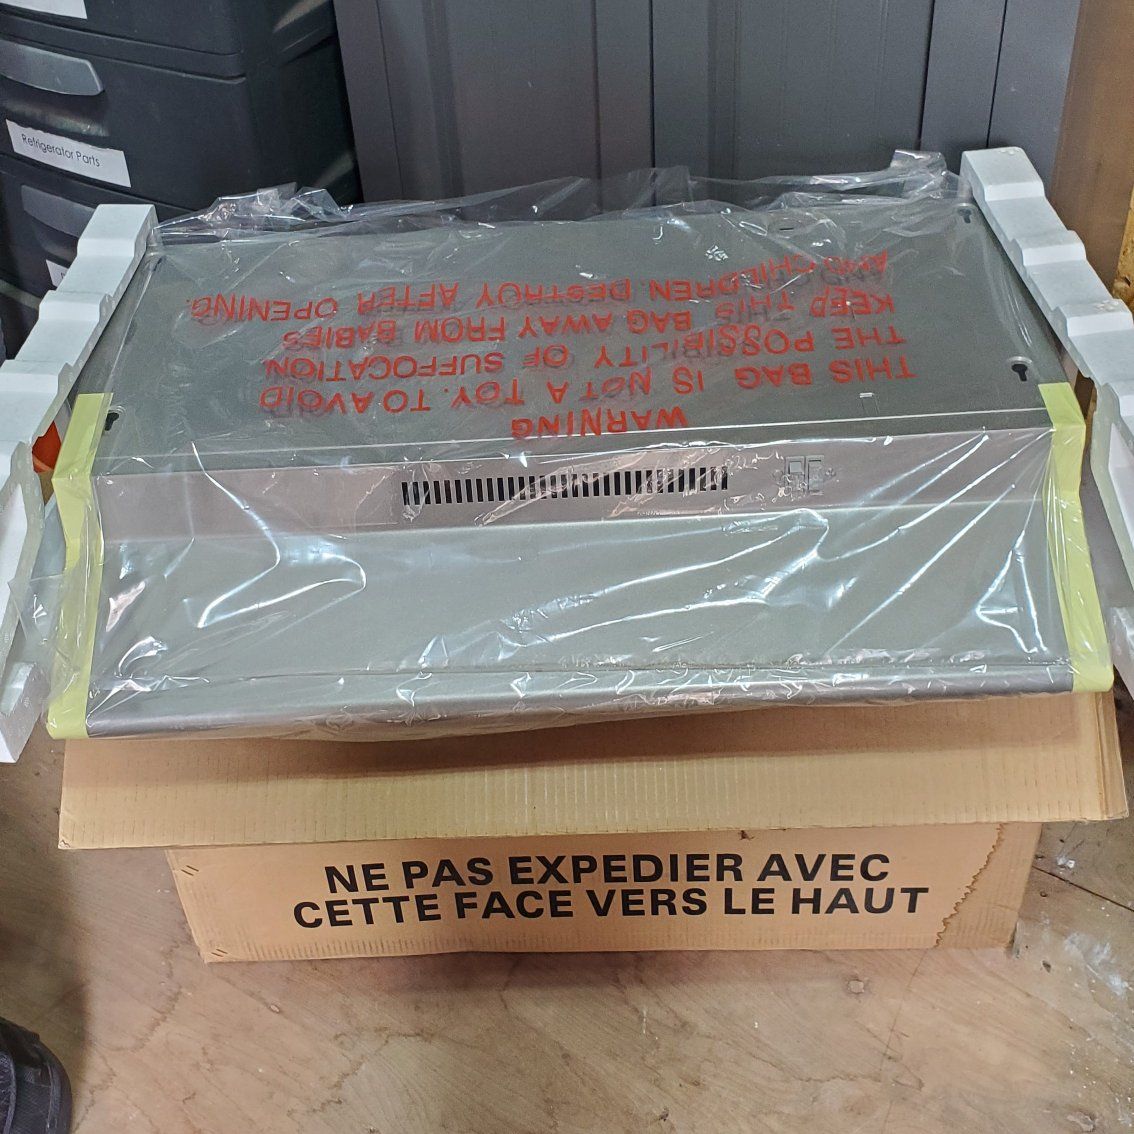 Refrigerator Parts
WARNING
THIS BAG IS NOT A TOY. TO AVOID
THE POSSIBILITY OF SUFFOCATION
KEEP THIS BAG AWAY FROM BABIES
AND CHILDREN. DESTROY AFTER OPENING.
NE PAS EXPEDIER AVEC
CETTE FACE VERS LE HAUT